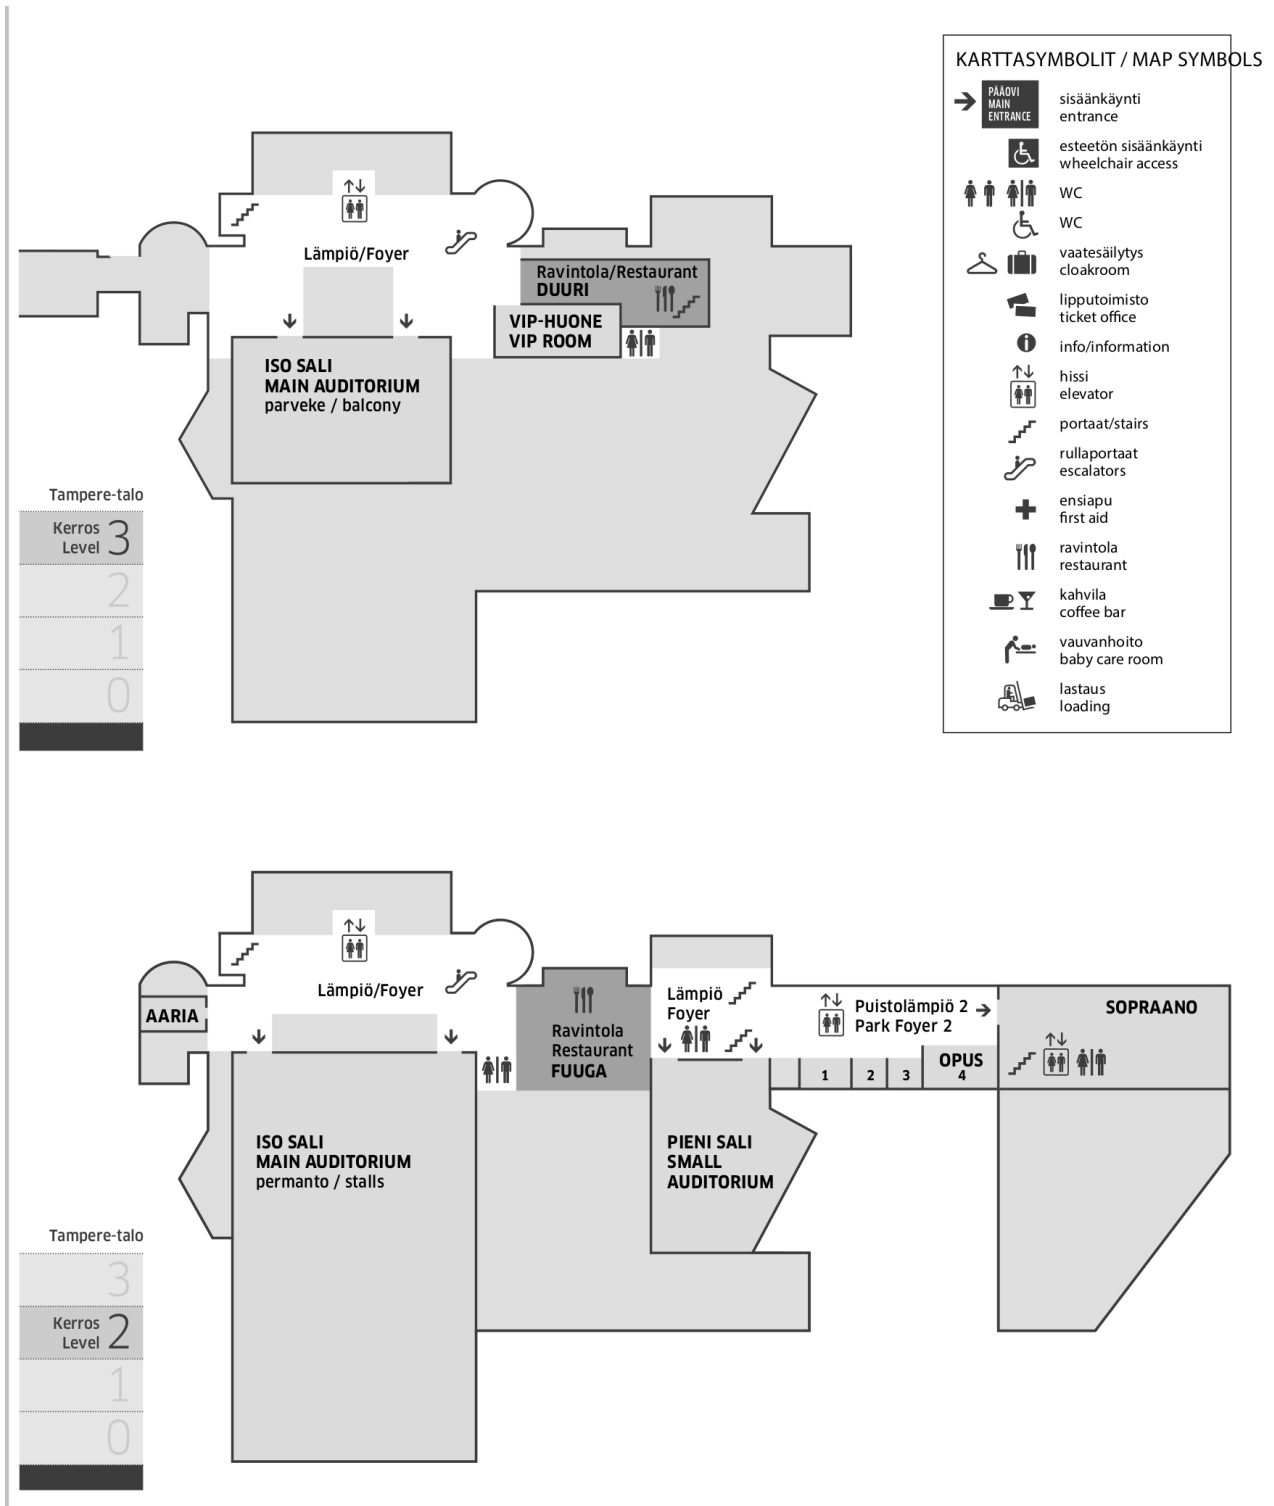 KARTTASYMBOLIT / MAP SYMBOLS
PÄÄOVI
MAIN
ENTRANCE
sisäänkäynti
entrance
esteetön sisäänkäynti
wheelchair access
WC
WC
vaatesäilytys
cloakroom
lipputoimisto
ticket office
info/information
hissi
elevator
portaat/stairs
rullaportaat
escalators
ensiapu
first aid
ravintola
restaurant
kahvila
coffee bar
vauvanhoito
baby care room
lastaus
loading
Lämpiö/Foyer
Ravintola/Restaurant
DUURI
VIP-HUONE
VIP ROOM
ISO SALI
MAIN AUDITORIUM
parveke / balcony
Tampere-talo
Kerros
Level 3
2
1
0
Lämpiö/Foyer
AARIA
Ravintola
Restaurant
FUUGA
Lämpiö
Foyer
Puistolämpiö 2
Park Foyer 2
SOPRAANO
1
2
3
OPUS
4
ISO SALI
MAIN AUDITORIUM
permanto / stalls
PIENI SALI
SMALL
AUDITORIUM
Tampere-talo
3
Kerros
Level 2
1
0